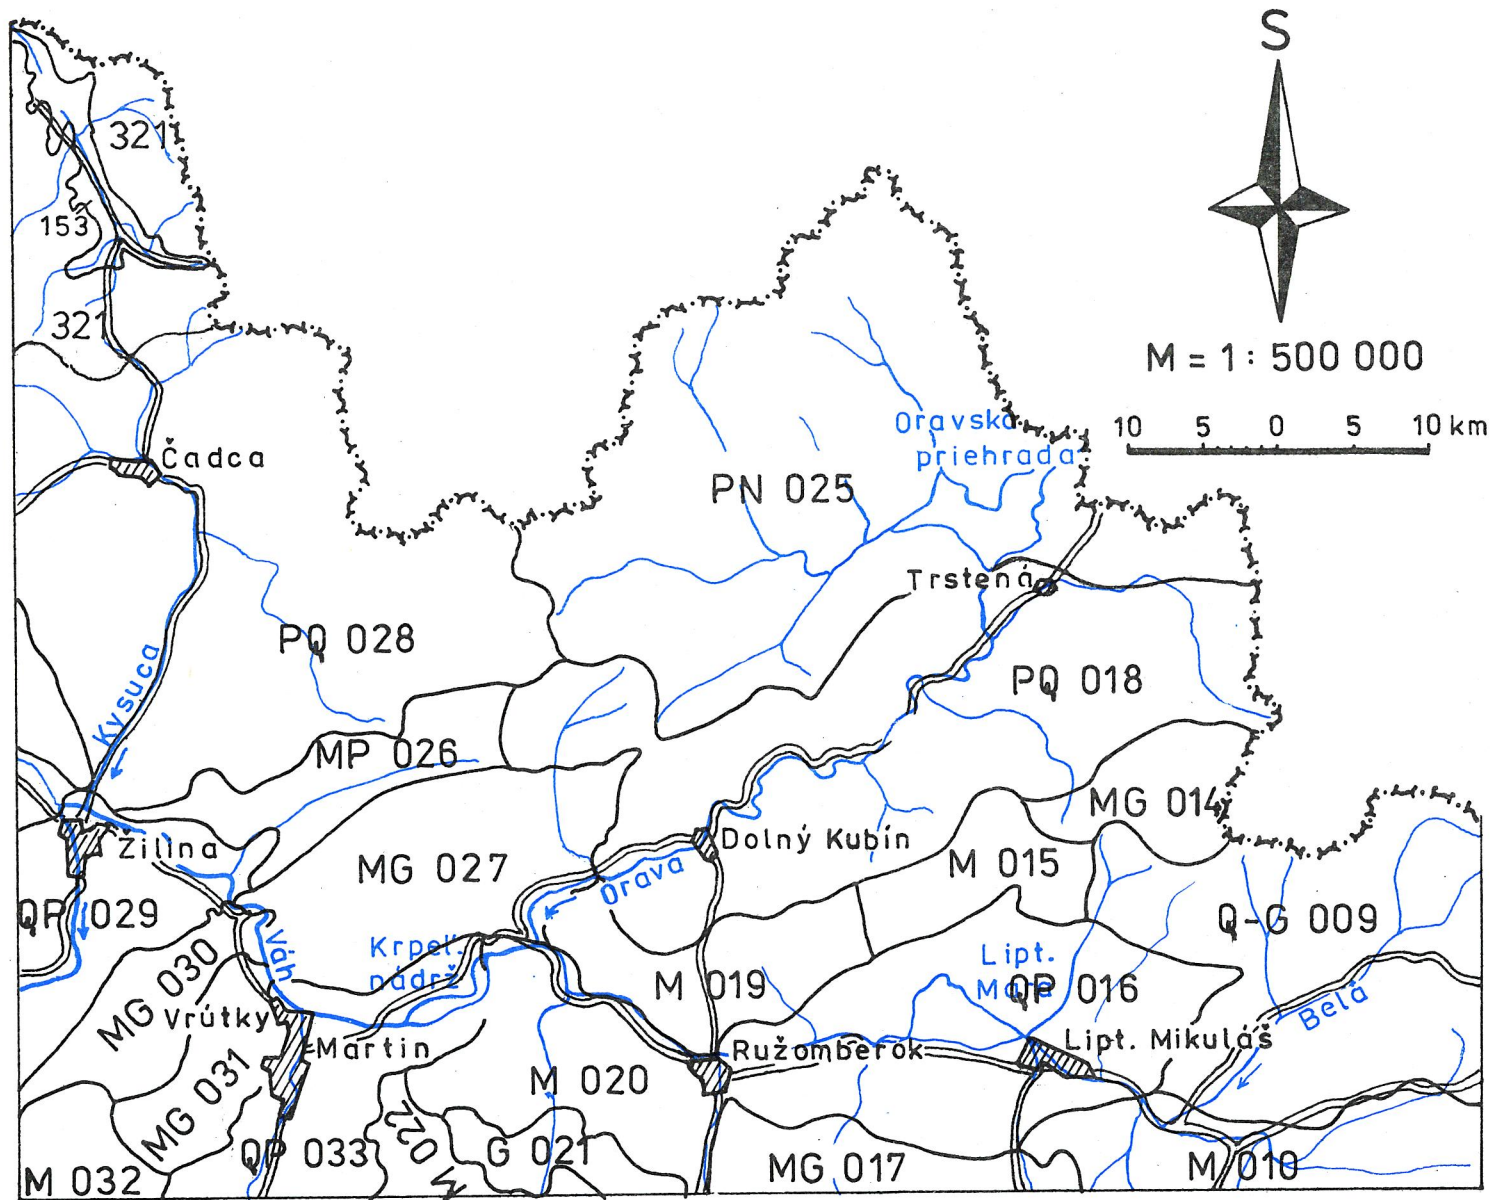 S
321
153
321
M = 1 : 500 000
10 5 0 5 10 km
Čadca
Oravská
priehrada
PN 025
Trstená
PQ 028
PQ 018
Kysuca
MP 026
MG 014
Žilina
Dolný Kubín
MG 027
M 015
Orava
QP 029
Q-G 009
Váh
Krpeľ.
nádrž
MG 030
M 019
Lipt.
Mara
QP 016
Belá
Vrútky
Martin
Ružomberok
Lipt. Mikuláš
MG 031
M 020
M 022
QP 033
G 021
M 032
MG 017
M 010